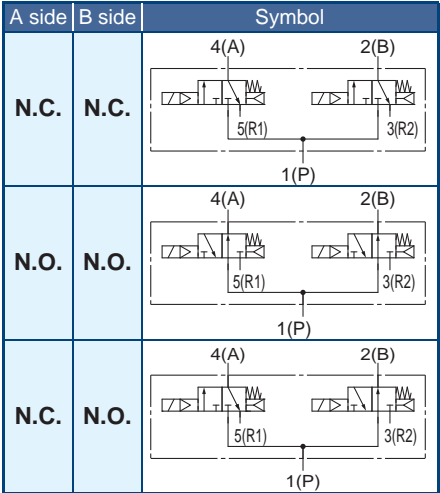 A side B side Symbol
4(A) 2(B)
N.C. N.C.
5(R1) 3(R2)
1(P)
4(A) 2(B)
N.O. N.O.
5(R1) 3(R2)
1(P)
4(A) 2(B)
N.C. N.O.
5(R1) 3(R2)
1(P)